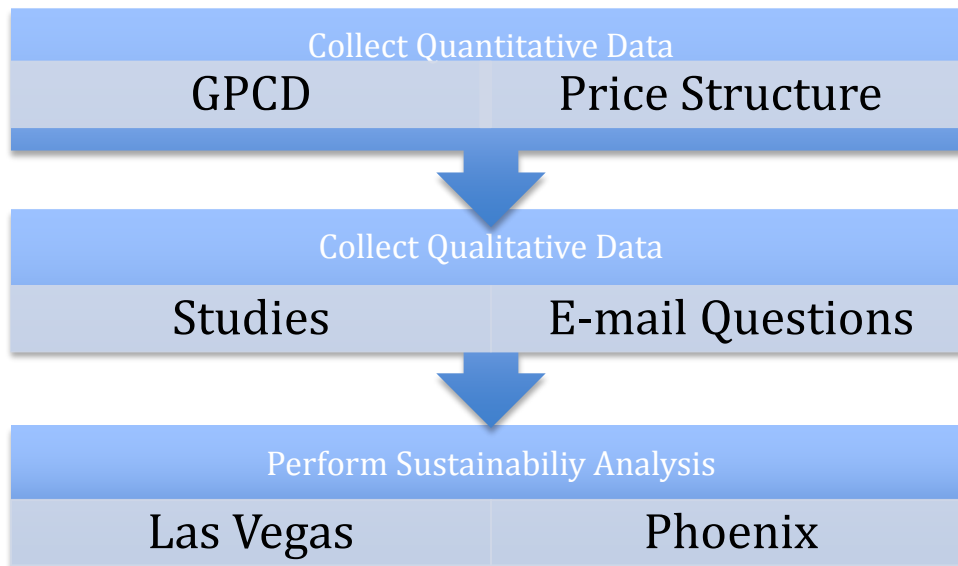 Collect Quantitative Data
GPCD Price Structure
Collect Qualitative Data
Studies E-mail Questions
Perform Sustainabiliy Analysis
Las Vegas Phoenix